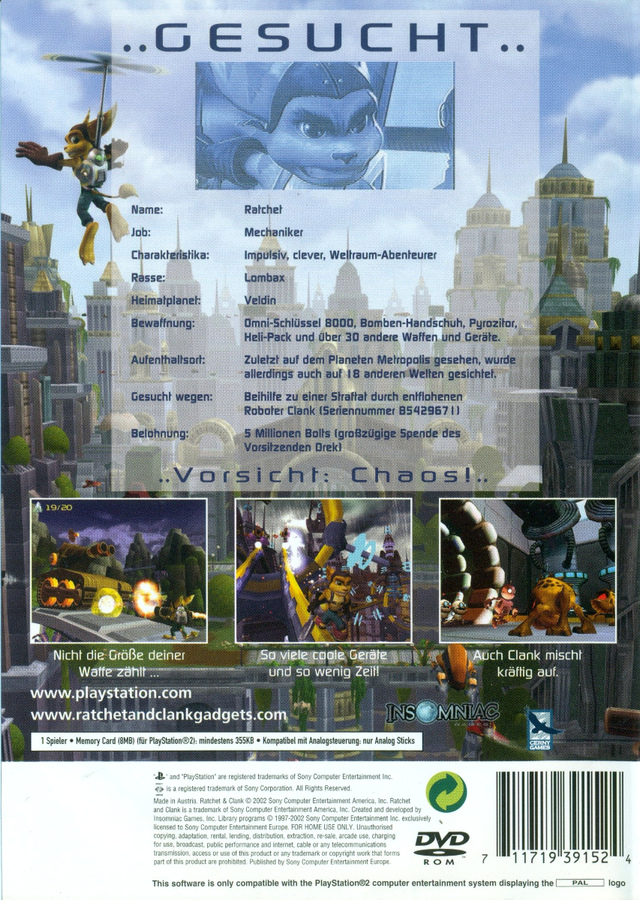 ..GESUCHT..
Name: Ratchet
Job: Mechaniker
Charakteristika: Impulsiv, clever, Weltraum-Abenteurer
Rasse: Lombax
Heimatplanet: Veldin
Bewaffnung: Omni-Schlüssel 8000, Bomben-Handschuh, Pyrozitor,
Heli-Pack und über 30 andere Waffen und Geräte.
Aufenthaltsort: Zuletzt auf dem Planeten Metropolis gesehen, wurde
allerdings auch auf 18 anderen Welten gesichtet.
Gesucht wegen: Beihilfe zu einer Straftat durch entflohenen
Roboter Clank (Seriennummer B5429671)
Belohnung: 5 Millionen Bolts (großzügige Spende des
Vorsitzenden Drek)
..Vorsicht: Chaos!..
19/20
Nicht die Größe deiner
Waffe zählt ...
So viele coole Geräte
und so wenig Zeit!
Auch Clank mischt
kräftig auf.
www.playstation.com
www.ratchetandclankgadgets.com
INSOMNIAC
CERNY
GAMES
1 Spieler • Memory Card (8MB) (für PlayStation®2): mindestens 355KB • Kompatibel mit Analogsteuerung: nur Analog Sticks
" and "PlayStation" are registered trademarks of Sony Computer Entertainment Inc.
is a registered trademark of Sony Corporation. All Rights Reserved.
Made in Austria. Ratchet & Clank © 2002 Sony Computer Entertainment America, Inc. Ratchet
and Clank is a trademark of Sony Computer Entertainment America, Inc. Created and developed by
Insomniac Games, Inc. Library programs © 1997-2002 Sony Computer Entertainment Inc. exclusively
licensed to Sony Computer Entertainment Europe. FOR HOME USE ONLY. Unauthorised
copying, adaptation, rental, lending, distribution, extraction, re-sale, arcade use, charging
for use, broadcast, public performance and internet, cable or any telecommunications
transmission, access or use of this product or any trademark or copyright work that forms
part of this product are prohibited. Published by Sony Computer Entertainment Europe.
DVD
ROM
7 11719 39152 4
This software is only compatible with the PlayStation®2 computer entertainment system displaying the PAL logo